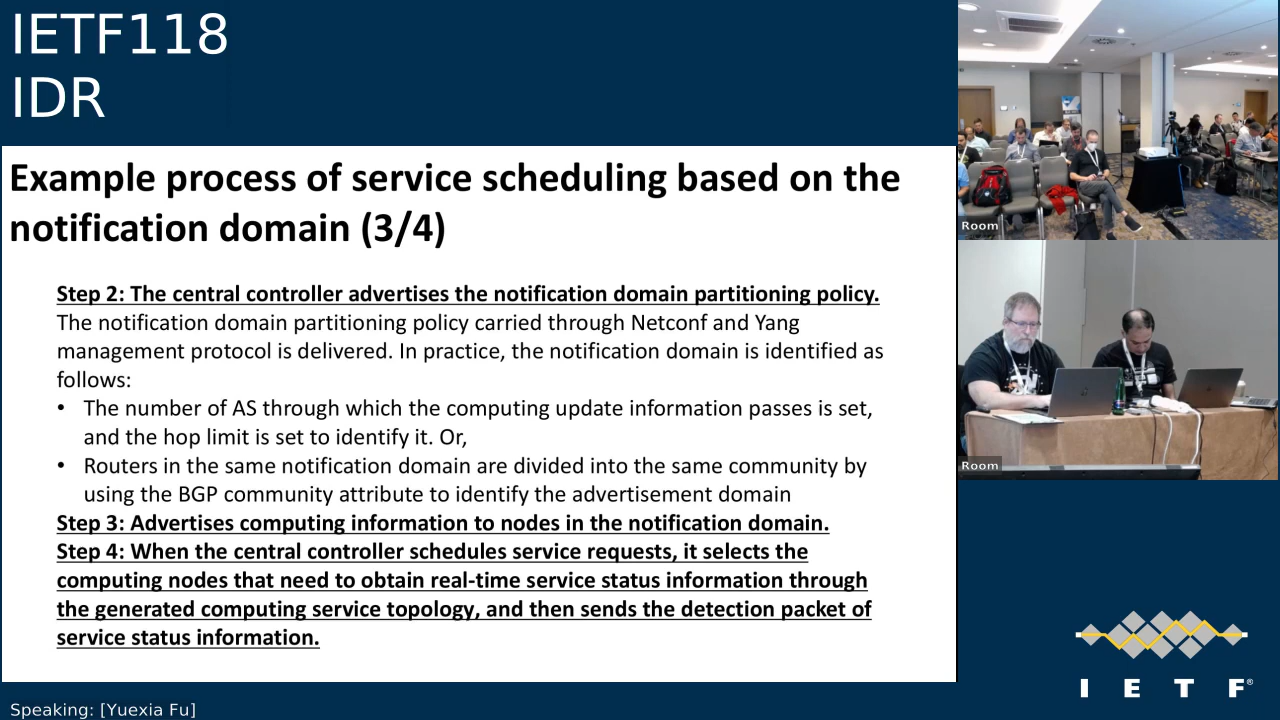 IETF118
IDR
Example process of service scheduling based on the
notification domain (3/4)
Step 2: The central controller advertises the notification domain partitioning policy.
The notification domain partitioning policy carried through Netconf and Yang
management protocol is delivered. In practice, the notification domain is identified as
follows:
• The number of AS through which the computing update information passes is set,
and the hop limit is set to identify it. Or,
• Routers in the same notification domain are divided into the same community by
using the BGP community attribute to identify the advertisement domain
Step 3: Advertises computing information to nodes in the notification domain.
Step 4: When the central controller schedules service requests, it selects the
computing nodes that need to obtain real-time service status information through
the generated computing service topology, and then sends the detection packet of
service status information.
Room
Room
I E T F®
Speaking: [Yuexia Fu]